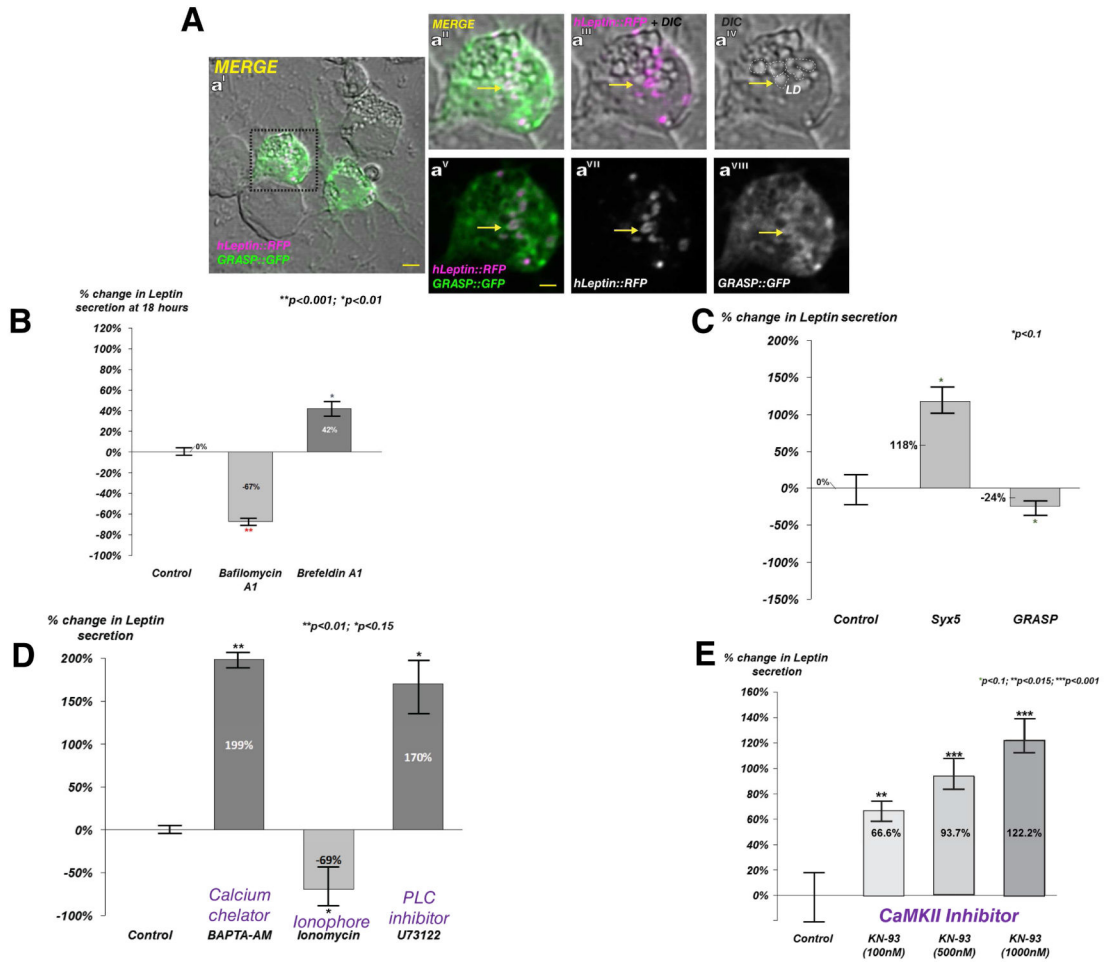 A
MERGE
a^I
hLeptin::RFP
GRASP::GFP
MERGE
a^II
hLeptin::RFP + DIC
a^III
DIC
a^IV
LD
a^V
hLeptin::RFP
GRASP::GFP
a^VII
hLeptin::RFP
a^VIII
GRASP::GFP
B
% change in Leptin
secretion at 18 hours
**p<0.001; *p<0.01
120%
100%
80%
60%
40%
20%
0%
-20%
-40%
-60%
-80%
-100%
0%
-67%
**
*
42%
Control
Bafilomycin
A1
Brefeldin A1
C
% change in Leptin secretion
*p<0.1
200%
150%
100%
50%
0%
-50%
-100%
-150%
0%
*
118%
-24%
*
Control
Syx5
GRASP
D
% change in Leptin
secretion
**p<0.01; *p<0.15
200%
150%
100%
50%
0%
-50%
-100%
**
199%
-69%
*
*
170%
Calcium
chelator
Ionophore
PLC
inhibitor
Control
BAPTA-AM
Ionomycin
U73122
E
% change in Leptin
secretion
*p<0.1; **p<0.015; ***p<0.001
160%
140%
120%
100%
80%
60%
40%
20%
0%
**
66.6%
***
93.7%
***
122.2%
CaMKII Inhibitor
Control
KN-93
(100nM)
KN-93
(500nM)
KN-93
(1000nM)